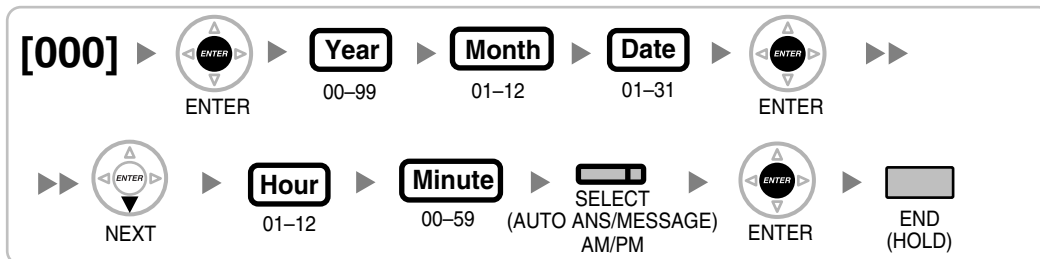 [000] ENTER Year Month Date ENTER
ENTER 00–99 01–12 01–31 ENTER
ENTER Hour Minute SELECT ENTER END
NEXT 01–12 00–59 (AUTO ANS/MESSAGE) ENTER (HOLD)
AM/PM